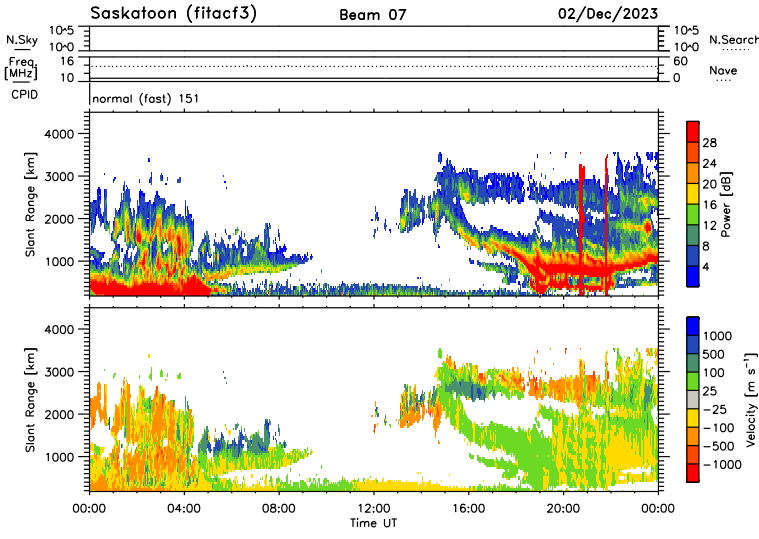 Saskatoon (fitacf3) Beam 07 02/Dec/2023
N.Sky 10^5 10^0 10^5 10^0 N.Search
Freq. [MHz] 16 10 60 0 Nave
CPID normal (fast) 151
Slant Range [km] 4000 3000 2000 1000
Power [dB] 28 24 20 16 12 8 4
Slant Range [km] 4000 3000 2000 1000
Velocity [m s⁻¹] 1000 500 100 25 −25 −100 −500 −1000
00:00 04:00 08:00 12:00 16:00 20:00 00:00
Time UT